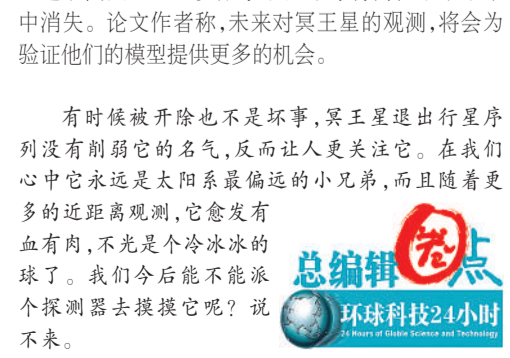 中消失。论文作者称,未来对冥王星的观测,将会为
验证他们的模型提供更多的机会。
有时候被开除也不是坏事,冥王星退出行星序
列没有削弱它的名气,反而让人更关注它。在我们
心中它永远是太阳系最偏远的小兄弟,而且随着更
多的近距离观测,它愈发有
血有肉,不光是个冷冰冰的
球了。我们今后能不能派
个探测器去摸摸它呢?说
不来。
总编辑圈点
环球科技24小时
24 Hours of Globle Science and Technology